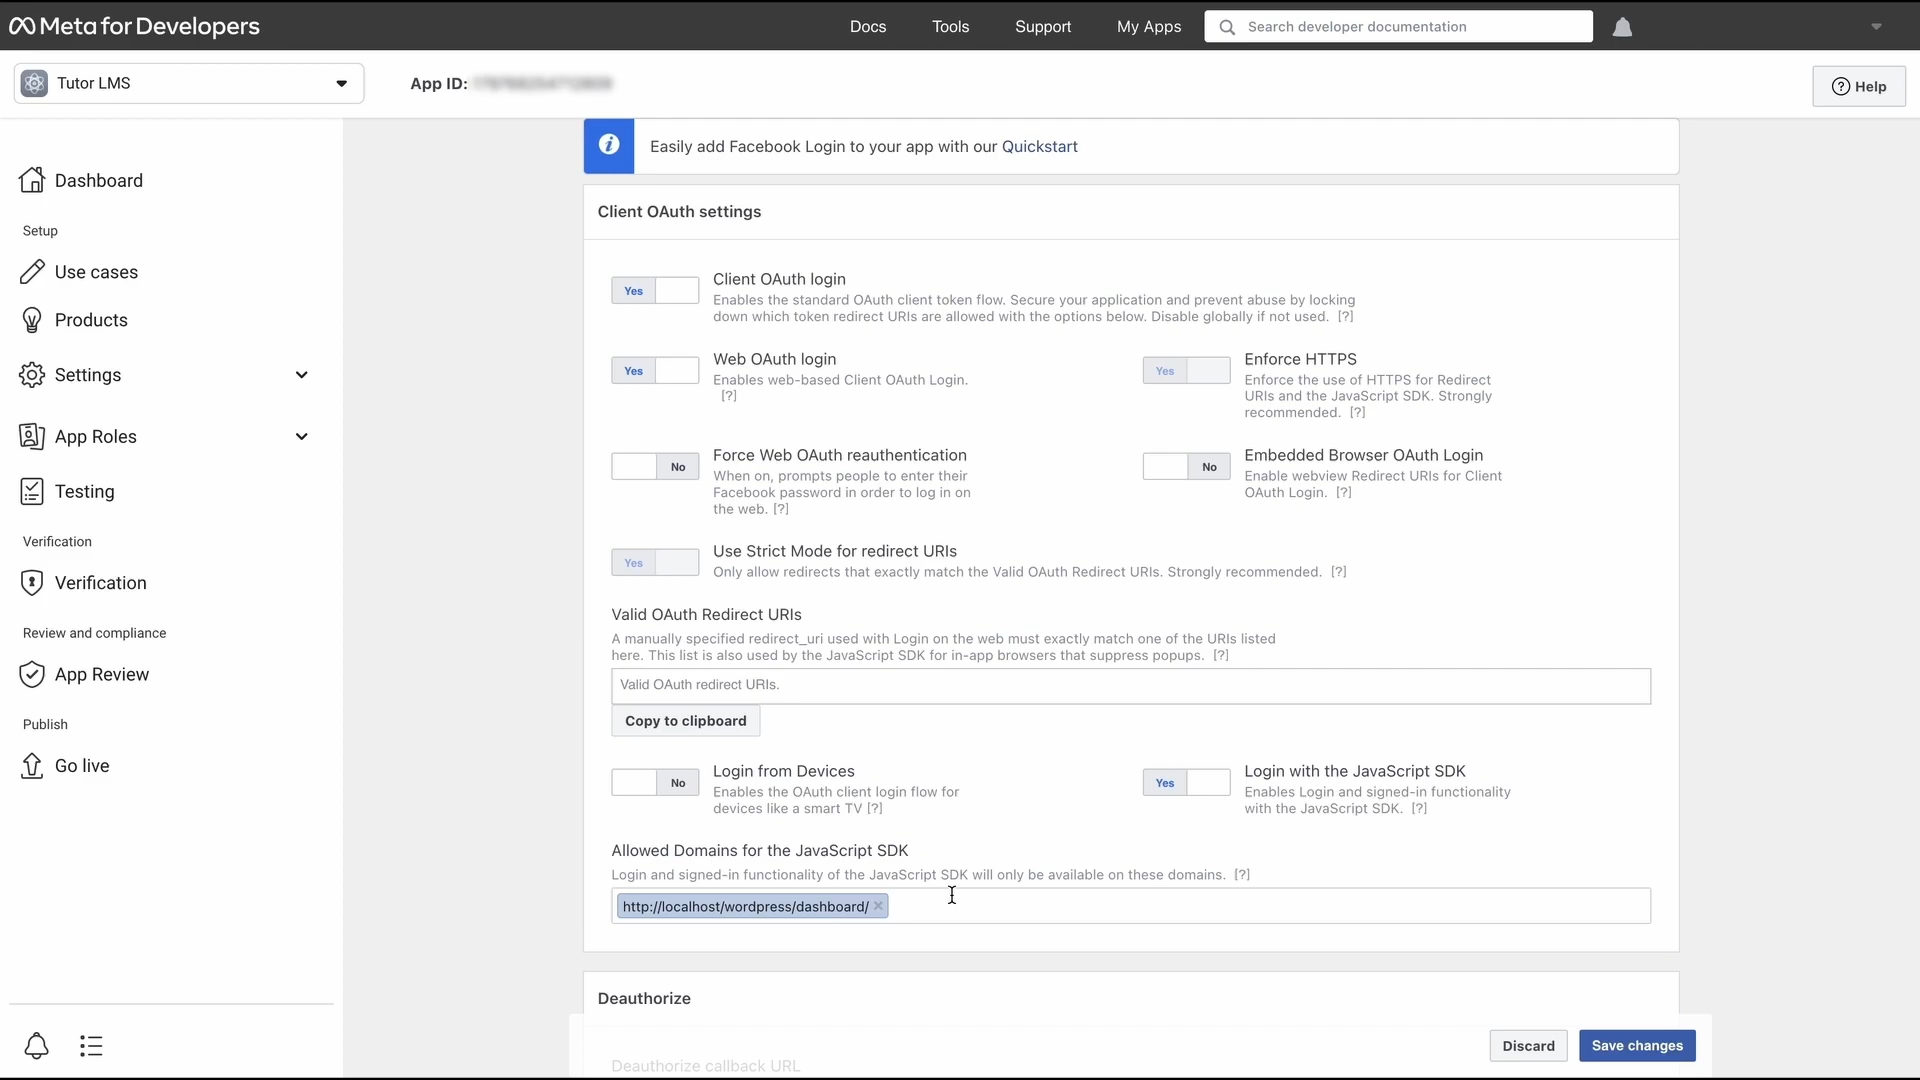 Meta for Developers
Docs
Tools
Support
My Apps
Search developer documentation
Tutor LMS
App ID:
Help
Dashboard
Setup
Use cases
Products
Settings
App Roles
Testing
Verification
Verification
Review and compliance
App Review
Publish
Go live
Easily add Facebook Login to your app with our Quickstart
Client OAuth settings
Yes
Client OAuth login
Enables the standard OAuth client token flow. Secure your application and prevent abuse by locking
down which token redirect URIs are allowed with the options below. Disable globally if not used. [?]
Yes
Web OAuth login
Enables web-based Client OAuth Login.
[?]
Yes
Enforce HTTPS
Enforce the use of HTTPS for Redirect
URIs and the JavaScript SDK. Strongly
recommended. [?]
No
Force Web OAuth reauthentication
When on, prompts people to enter their
Facebook password in order to log in on
the web. [?]
No
Embedded Browser OAuth Login
Enable webview Redirect URIs for Client
OAuth Login. [?]
Yes
Use Strict Mode for redirect URIs
Only allow redirects that exactly match the Valid OAuth Redirect URIs. Strongly recommended. [?]
Valid OAuth Redirect URIs
A manually specified redirect_uri used with Login on the web must exactly match one of the URIs listed
here. This list is also used by the JavaScript SDK for in-app browsers that suppress popups. [?]
Valid OAuth redirect URIs.
Copy to clipboard
No
Login from Devices
Enables the OAuth client login flow for
devices like a smart TV [?]
Yes
Login with the JavaScript SDK
Enables Login and signed-in functionality
with the JavaScript SDK. [?]
Allowed Domains for the JavaScript SDK
Login and signed-in functionality of the JavaScript SDK will only be available on these domains. [?]
http://localhost/wordpress/dashboard/
Deauthorize
Deauthorize callback URL
Discard
Save changes